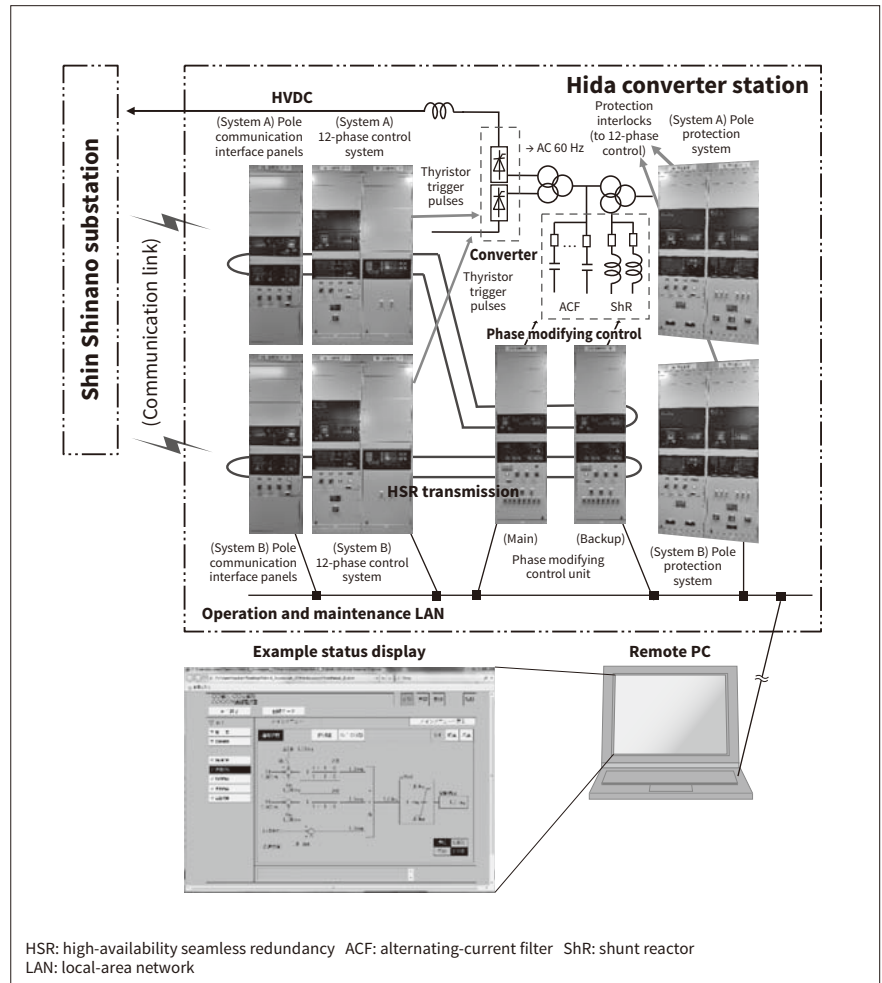 Hida converter station
HVDC
Shin Shinano substation
(Communication link)
(System A) Pole
communication
interface panels
(System A)
12-phase control
system
Thyristor
trigger
pulses
→ AC 60 Hz
Protection
interlocks
(to 12-phase
control)
(System A) Pole
protection
system
Converter
Thyristor
trigger
pulses
ACF
ShR
Phase modifying control
HSR transmission
(System B) Pole
communication
interface panels
(System B)
12-phase control
system
(Main)
(Backup)
Phase modifying
control unit
(System B) Pole
protection
system
Operation and maintenance LAN
Example status display
Remote PC
HSR: high-availability seamless redundancy ACF: alternating-current filter ShR: shunt reactor
LAN: local-area network